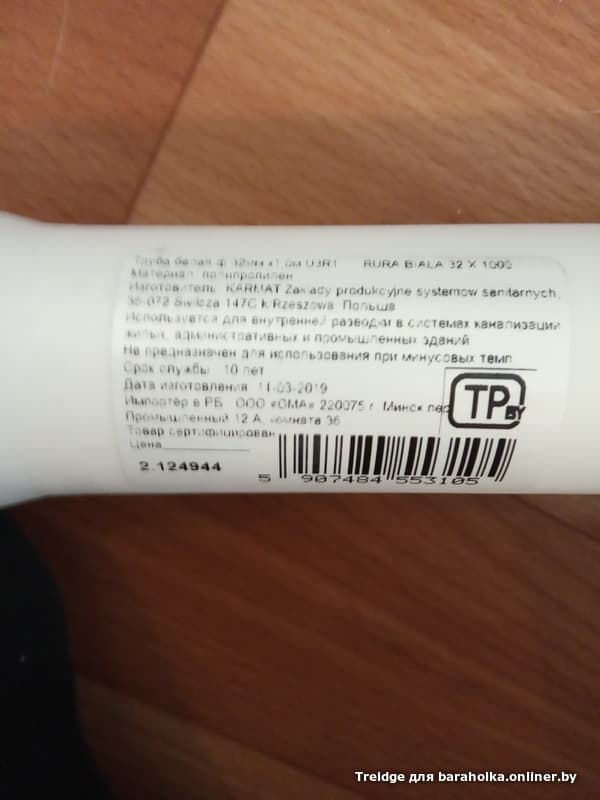 Труба белая ф 32мм x1.0м U3R1 RURA BIALA 32 X 1000
Материал полипропилен
Изготовитель KARMAT Zaklady produkcyjne systemow sanitarnych,
36-072 Swilcza 147C k Rzeszowa Польша
Используется для внутренней разводки в системах канализации
жилых, административных и промышленных зданий
Не предназначен для использования при минусовых темп
Срок службы 10 лет
Дата изготовления 11-03-2019
Импортер в РБ ООО «ОМА» 220075 г. Минск пер
Промышленный 12 А, комната 36
Товар сертифицирован
Цена
TP BY
2.124944
5 907484 553105
Treidge для baraholka.onliner.by